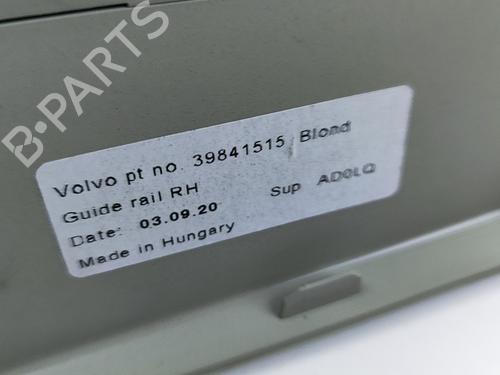 B-PARTS
Volvo pt no. 39841515 Blond
Guide rail RH
Date: 03.09.20 Sup AD0LQ
Made in Hungary